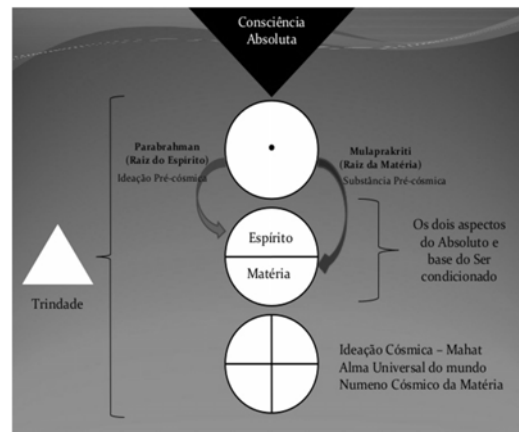 Consciência
Absoluta
Parabrahman
(Raiz do Espírito)
Ideação Pré-cósmica
Mulaprakriti
(Raiz da Matéria)
Substância Pré-cósmica
Espírito
Matéria
Os dois aspectos
do Absoluto e
base do Ser
condicionado
Trindade
Ideação Cósmica – Mahat
Alma Universal do mundo
Numeno Cósmico da Matéria